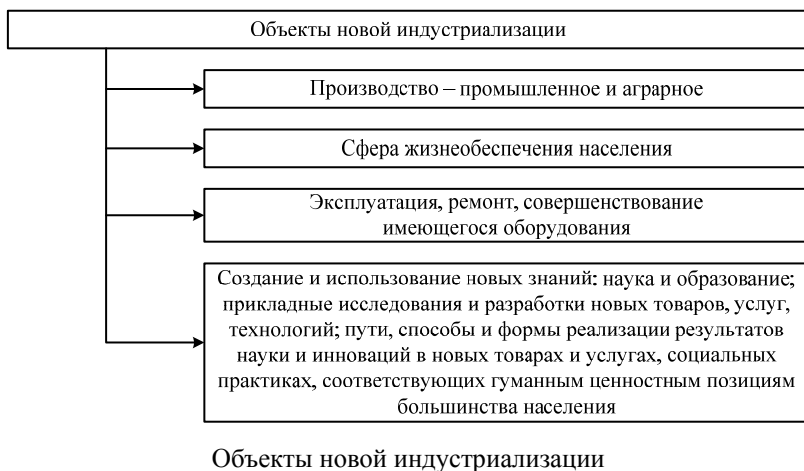 Объекты новой индустриализации
Производство – промышленное и аграрное
Сфера жизнеобеспечения населения
Эксплуатация, ремонт, совершенствование
имеющегося оборудования
Создание и использование новых знаний: наука и образование;
прикладные исследования и разработки новых товаров, услуг,
технологий; пути, способы и формы реализации результатов
науки и инноваций в новых товарах и услугах, социальных
практиках, соответствующих гуманным ценностным позициям
большинства населения
Объекты новой индустриализации